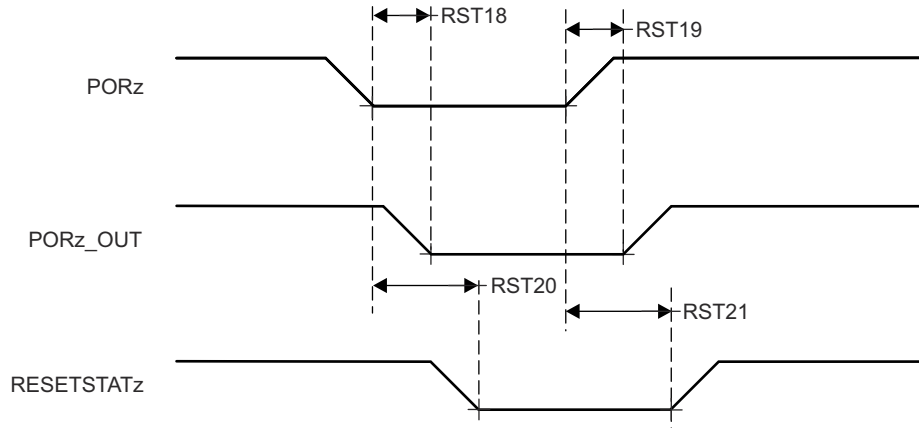 RST18
RST19
PORz
PORz_OUT
RST20
RST21
RESETSTATz